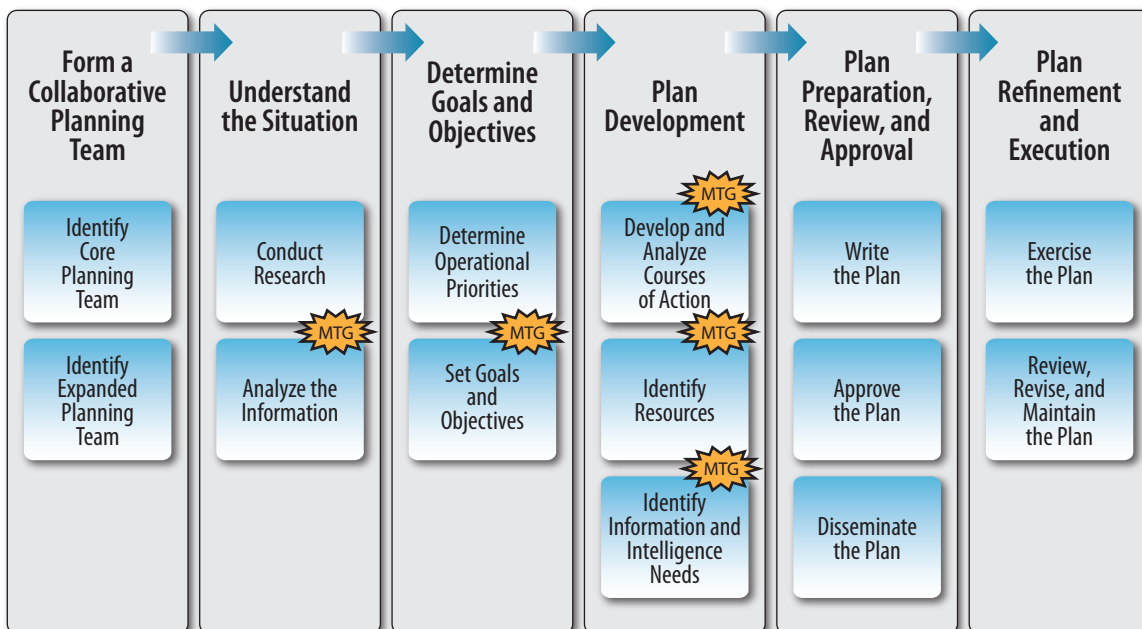 Form a
Collaborative
Planning
Team
Identify
Core
Planning
Team
Identify
Expanded
Planning
Team
Understand
the Situation
Conduct
Research
MTG
Analyze the
Information
Determine
Goals and
Objectives
Determine
Operational
Priorities
MTG
Set Goals
and
Objectives
Plan
Development
MTG
Develop and
Analyze
Courses
of Action
MTG
Identify
Resources
MTG
Identify
Information and
Intelligence
Needs
Plan
Preparation,
Review, and
Approval
Write
the Plan
Approve
the Plan
Disseminate
the Plan
Plan
Refinement
and
Execution
Exercise
the Plan
Review,
Revise, and
Maintain
the Plan